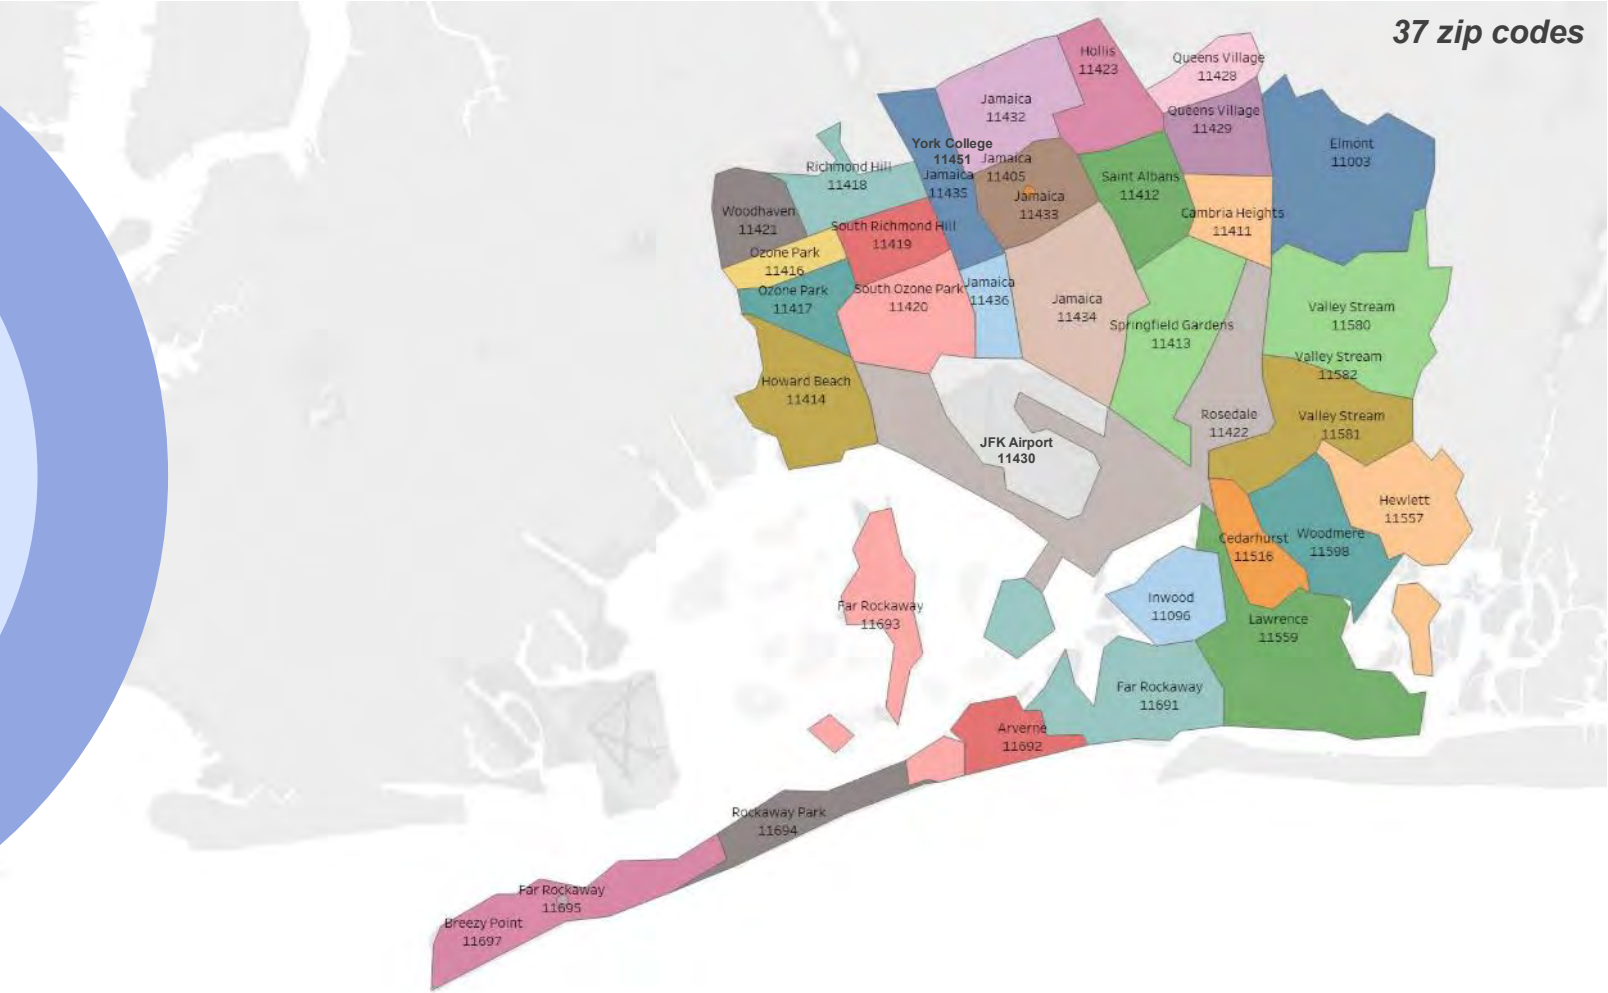 37 zip codes
Hollis
11423
Queens Village
11428
Jamaica
11432
Queens Village
11429
Elmont
11003
York College
11451
Jamaica
11405
Richmond Hill
11418
Jamaica
11435
Saint Albans
11412
Jamaica
11433
Woodhaven
11421
Cambria Heights
11411
South Richmond Hill
11419
Ozone Park
11416
Ozone Park
11417
South Ozone Park
11420
Jamaica
11436
Jamaica
11434
Springfield Gardens
11413
Valley Stream
11580
Valley Stream
11582
Howard Beach
11414
Rosedale
11422
Valley Stream
11581
JFK Airport
11430
Hewlett
11557
Cedarhurst
11516
Woodmere
11598
Inwood
11096
Far Rockaway
11693
Lawrence
11559
Far Rockaway
11691
Arverne
11692
Rockaway Park
11694
Far Rockaway
11695
Breezy Point
11697